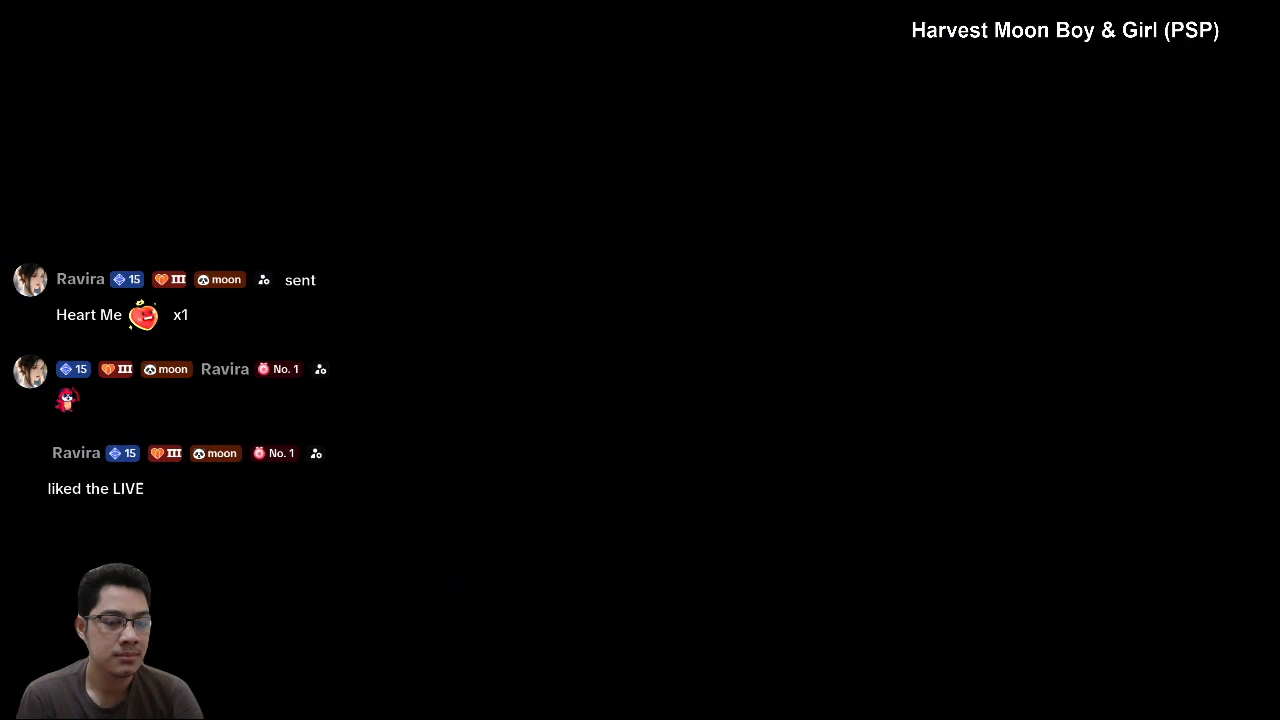 Harvest Moon Boy & Girl (PSP)
Ravira 15 III moon sent
Heart Me x1
15 III moon Ravira No. 1
Ravira 15 III moon No. 1
liked the LIVE